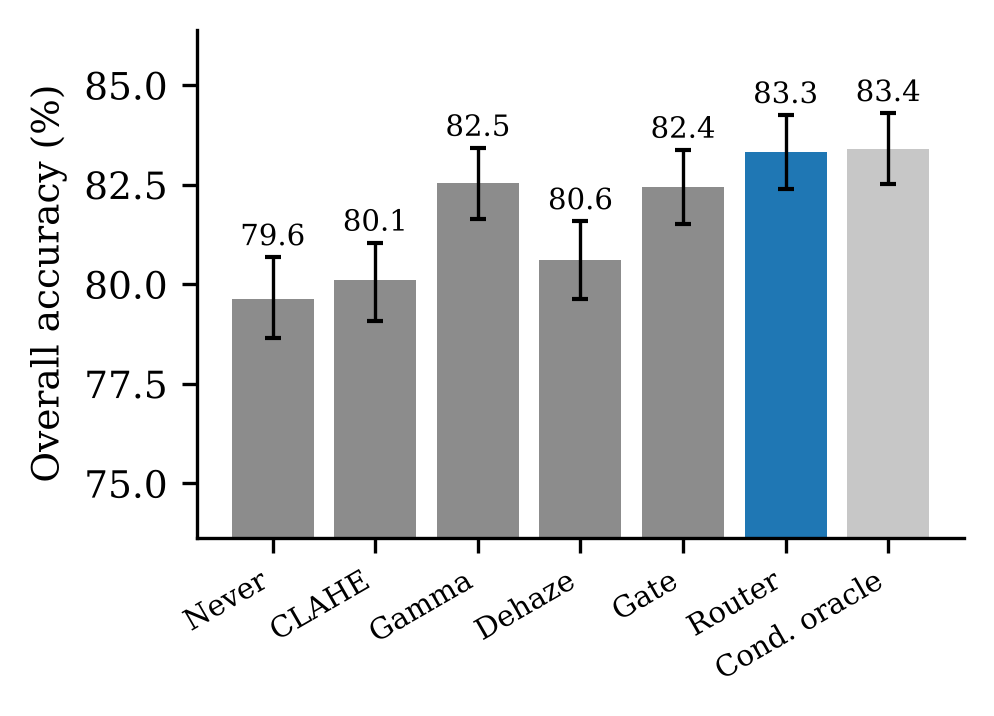 Overall accuracy (%)
85.0
82.5
80.0
77.5
75.0
79.6
80.1
82.5
80.6
82.4
83.3
83.4
Never
CLAHE
Gamma
Dehaze
Gate
Router
Cond. oracle